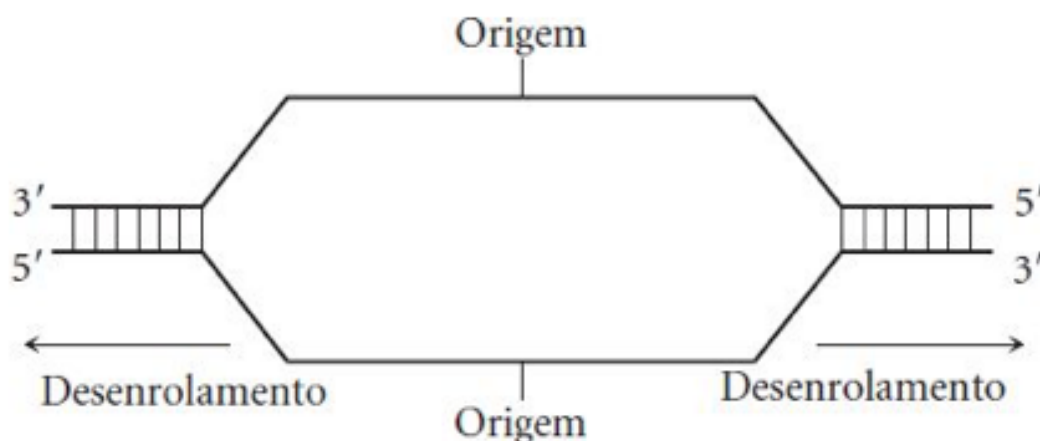 Origem
3′ 5′
5′ 3′
Desenrolamento Desenrolamento
Origem